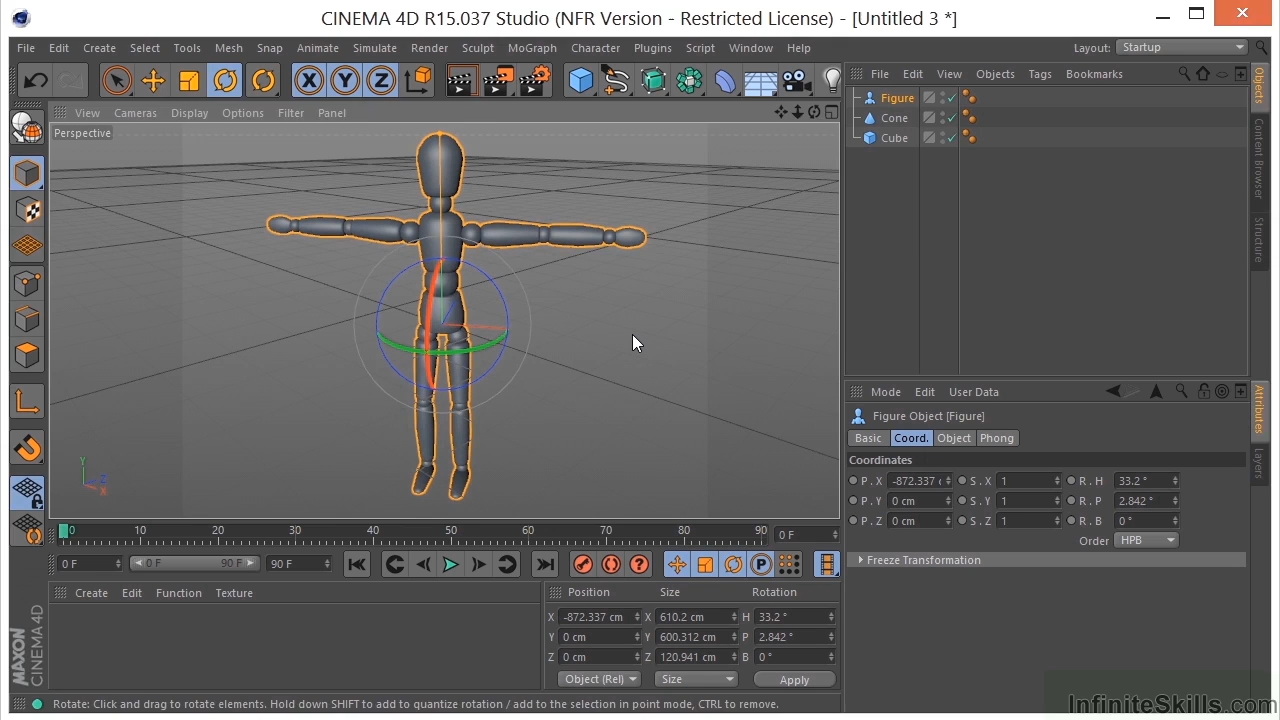 CINEMA 4D R15.037 Studio (NFR Version - Restricted License) - [Untitled 3 *]
File Edit Create Select Tools Mesh Snap Animate Simulate Render Sculpt MoGraph Character Plugins Script Window Help Layout: Startup
X Y Z
File Edit View Objects Tags Bookmarks
View Cameras Display Options Filter Panel
Perspective
Figure
Cone
Cube
Objects
Content Browser
Structure
Y
Z
X
Mode Edit User Data
Figure Object [Figure]
Basic Coord. Object Phong
Coordinates
P . X -872.337 S . X 1 R . H 33.2 °
P . Y 0 cm S . Y 1 R . P 2.842 °
P . Z 0 cm S . Z 1 R . B 0 °
Order HPB
Freeze Transformation
Attributes
Layers
0 10 20 30 40 50 60 70 80 90 0 F
0 F 0 F 90 F 90 F P
Create Edit Function Texture
Position Size Rotation
X -872.337 cm X 610.2 cm H 33.2 °
Y 0 cm Y 600.312 cm P 2.842 °
Z 0 cm Z 120.941 cm B 0 °
Object (Rel) Size Apply
MAXON
CINEMA 4D
Rotate: Click and drag to rotate elements. Hold down SHIFT to add to quantize rotation / add to the selection in point mode, CTRL to remove.
InfiniteSkills.com